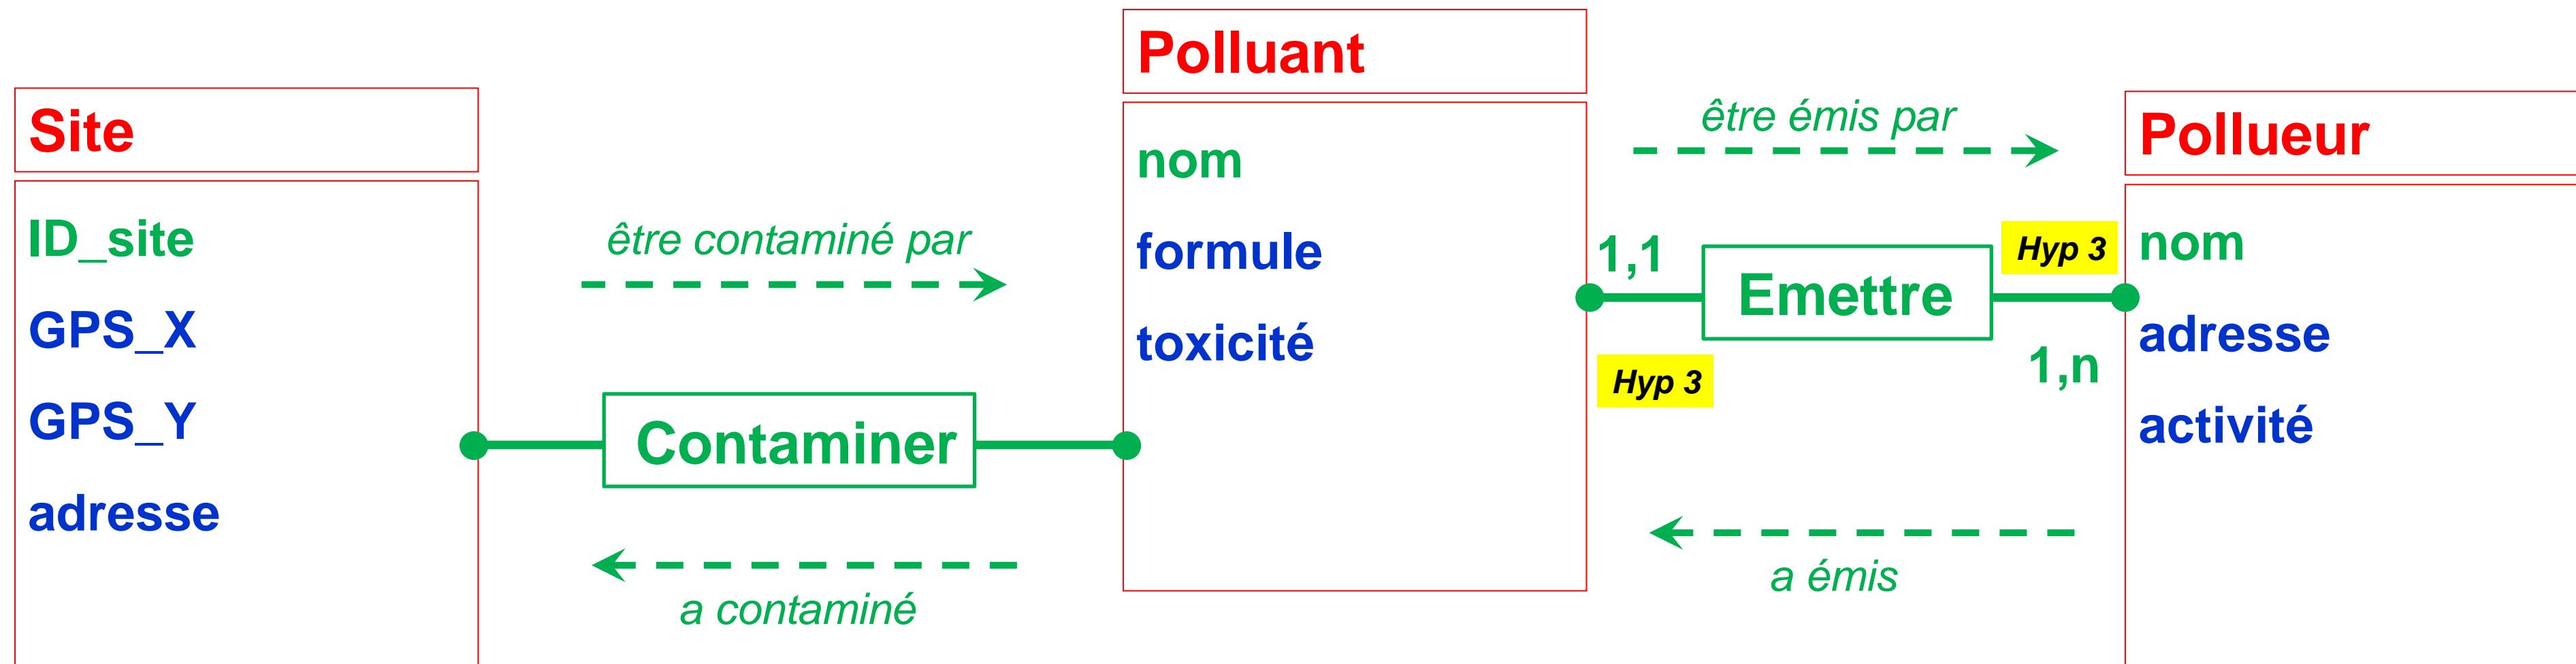 Site
ID_site
GPS_X
GPS_Y
adresse
être contaminé par
Contaminer
a contaminé
Polluant
nom
formule
toxicité
être émis par
1,1
Emettre
Hyp 3
Hyp 3
1,n
a émis
Pollueur
nom
adresse
activité